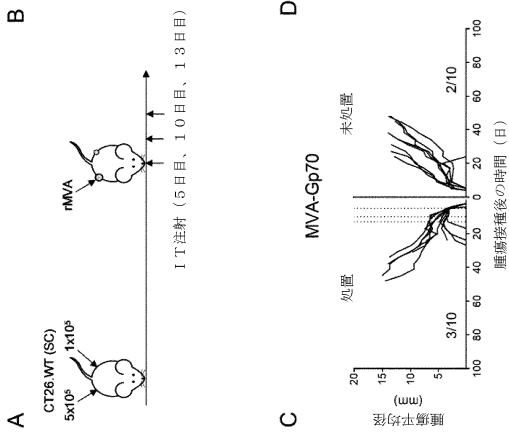 A
B
CT26.WT (SC)
5x10⁵
1x10⁵
rMVA
IT注射（5日目、10日目、13日目）
C
D
MVA-Gp70
処置
未処置
腫瘍平均径
(mm)
20
15
10
5
3/10
2/10
100
80
60
40
20
0
20
40
60
80
100
腫瘍接種後の時間（日）